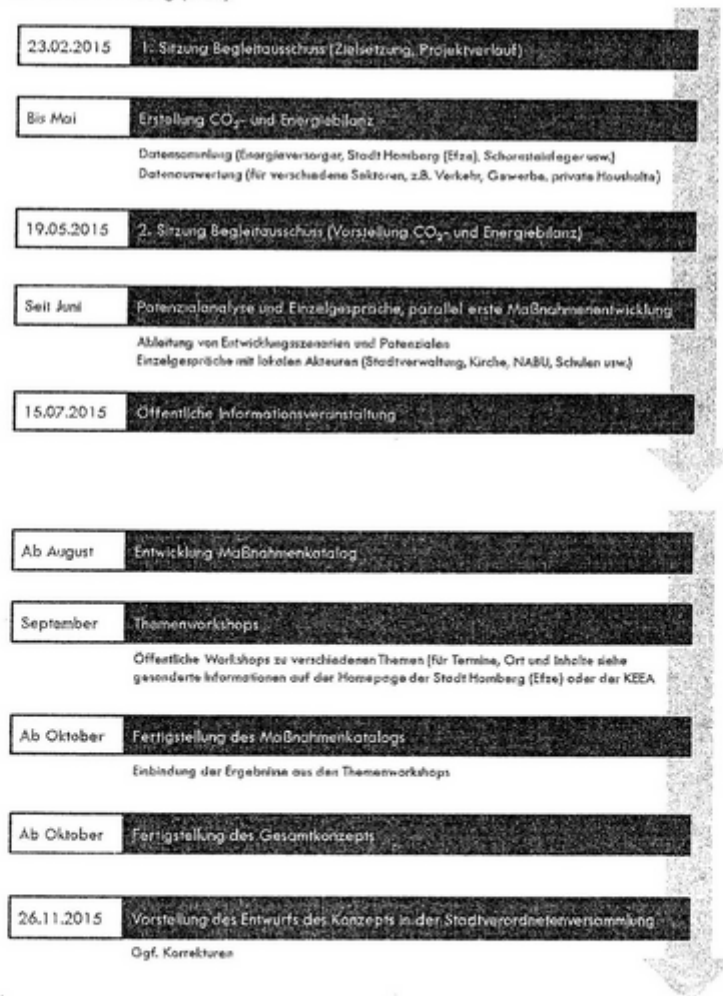 23.02.2015 1. Sitzung Begleitausschuss (Zielsetzung, Projektverlauf)
Bis Mai Erstellung CO₂- und Energiebilanz
Datensammlung (Energieversorger, Stadt Homberg (Efze), Schornsteinfeger usw.)
Datenauswertung (für verschiedene Sektoren, z.B. Verkehr, Gewerbe, private Haushalte)
19.05.2015 2. Sitzung Begleitausschuss (Vorstellung CO₂- und Energiebilanz)
Seit Juni Potenzialanalyse und Einzelgespräche, parallel erste Maßnahmenentwicklung
Ableitung von Entwicklungsszenarien und Potenzialen
Einzelgespräche mit lokalen Akteuren (Stadtverwaltung, Kirche, NABU, Schulen usw.)
15.07.2015 Öffentliche Informationsveranstaltung
Ab August Entwicklung Maßnahmenkatalog
September Themenworkshops
Öffentliche Workshops zu verschiedenen Themen (für Termine, Ort und Inhalte siehe
gesonderte Informationen auf der Homepage der Stadt Homberg (Efze) oder der KEEA
Ab Oktober Fertigstellung des Maßnahmenkatalogs
Einbindung der Ergebnisse aus den Themenworkshops
Ab Oktober Fertigstellung des Gesamtkonzepts
26.11.2015 Vorstellung des Entwurfs des Konzepts in der Stadtverordnetenversammlung
Ggf. Korrekturen